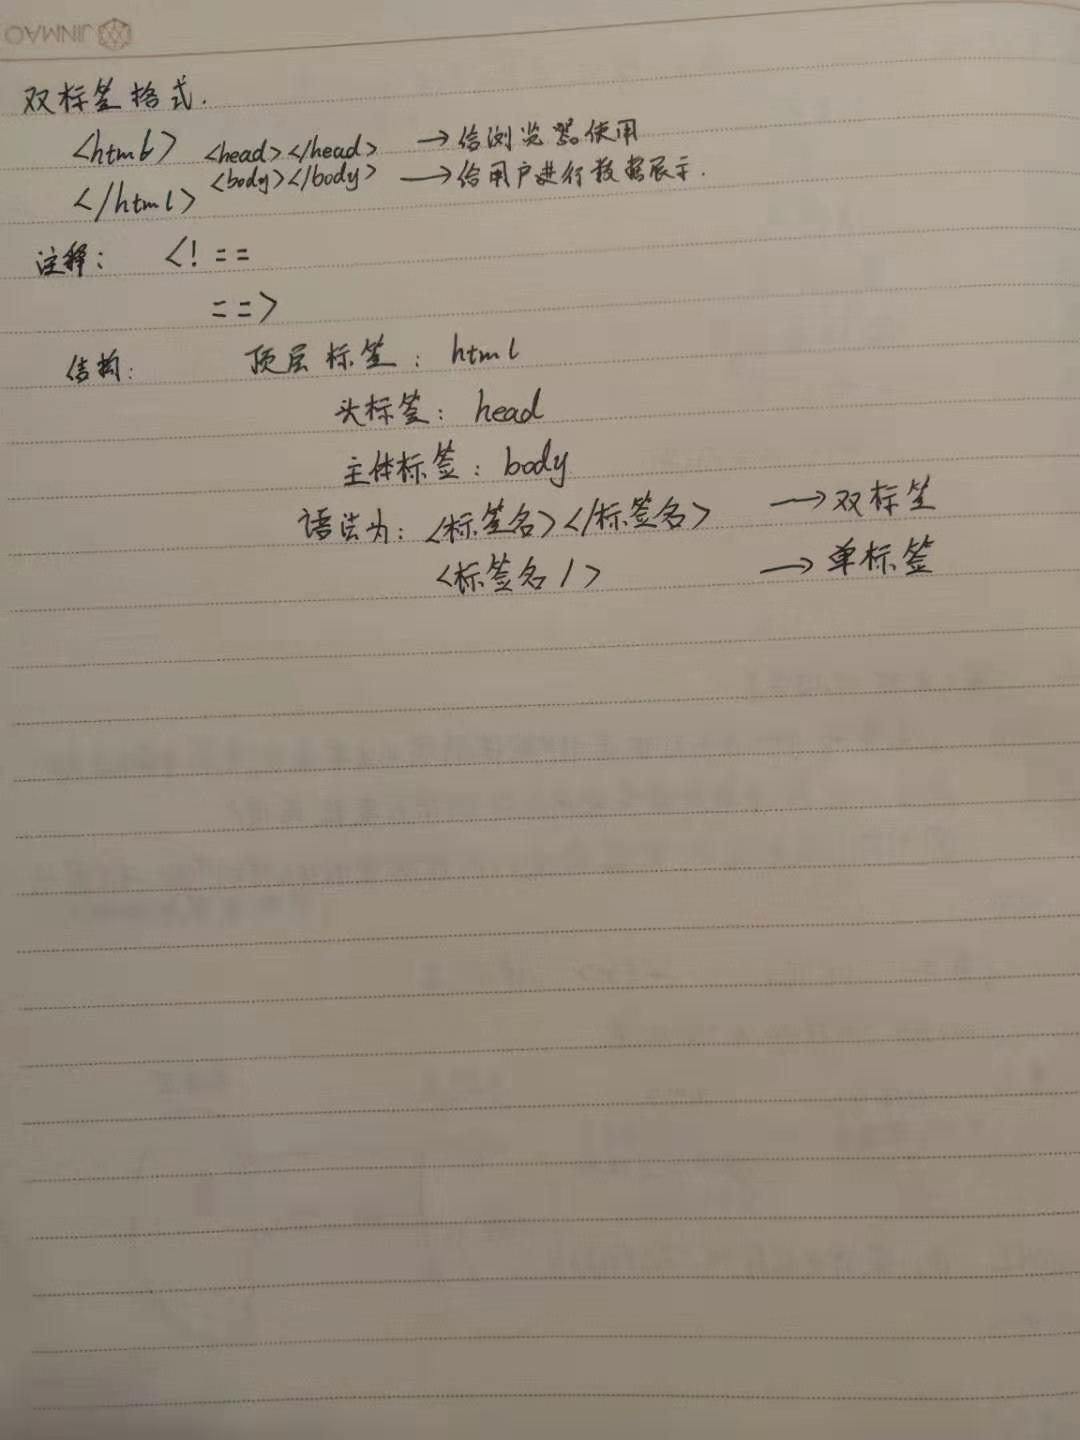 JINMAO
双标签格式.
<html> <head></head> →给浏览器使用
<body></body> →给用户进行数据展示.
</html>
注释: <! ==
==>
结构: 顶层标签: html
头标签: head
主体标签: body
语法为: <标签名></标签名> →双标签
<标签名 /> →单标签